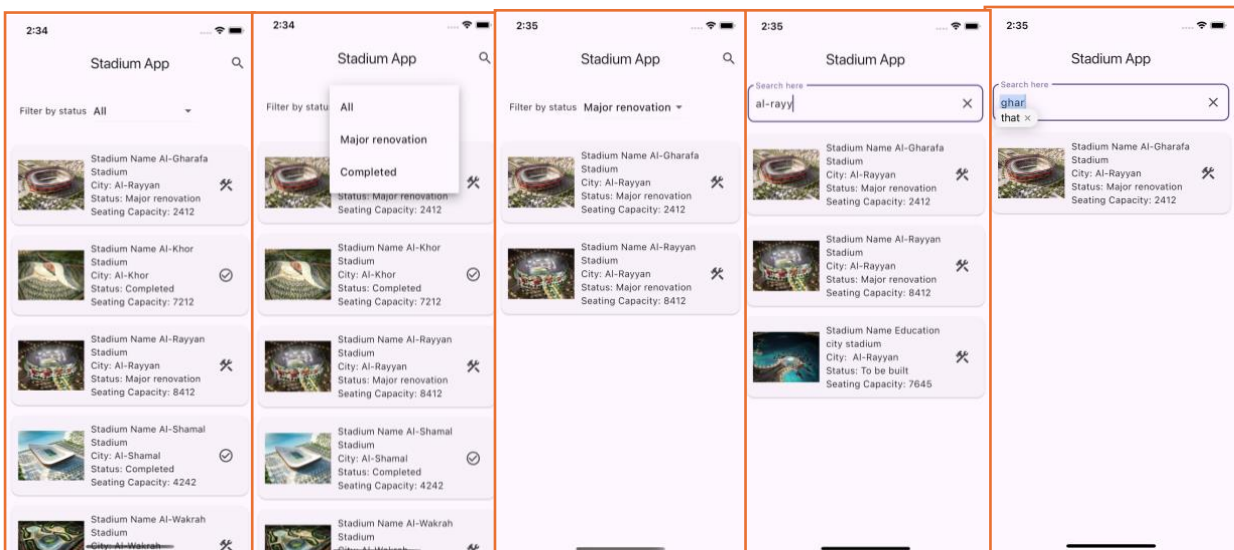 2:34
Stadium App
Filter by status All
Stadium Name Al-Gharafa
Stadium
City: Al-Rayyan
Status: Major renovation
Seating Capacity: 2412
Stadium Name Al-Khor
Stadium
City: Al-Khor
Status: Completed
Seating Capacity: 7212
Stadium Name Al-Rayyan
Stadium
City: Al-Rayyan
Status: Major renovation
Seating Capacity: 8412
Stadium Name Al-Shamal
Stadium
City: Al-Shamal
Status: Completed
Seating Capacity: 4242
Stadium Name Al-Wakrah
Stadium
City: Al-Wakrah
2:34
Stadium App
Filter by statu
All
Major renovation
Completed
Status: Major renovation
Seating Capacity: 2412
Stadium Name Al-Khor
Stadium
City: Al-Khor
Status: Completed
Seating Capacity: 7212
Stadium Name Al-Rayyan
Stadium
City: Al-Rayyan
Status: Major renovation
Seating Capacity: 8412
Stadium Name Al-Shamal
Stadium
City: Al-Shamal
Status: Completed
Seating Capacity: 4242
Stadium Name Al-Wakrah
Stadium
City: Al-Wakrah
2:35
Stadium App
Filter by status Major renovation
Stadium Name Al-Gharafa
Stadium
City: Al-Rayyan
Status: Major renovation
Seating Capacity: 2412
Stadium Name Al-Rayyan
Stadium
City: Al-Rayyan
Status: Major renovation
Seating Capacity: 8412
2:35
Stadium App
Search here
al-rayy
Stadium Name Al-Gharafa
Stadium
City: Al-Rayyan
Status: Major renovation
Seating Capacity: 2412
Stadium Name Al-Rayyan
Stadium
City: Al-Rayyan
Status: Major renovation
Seating Capacity: 8412
Stadium Name Education
city stadium
City: Al-Rayyan
Status: To be built
Seating Capacity: 7645
2:35
Stadium App
Search here
ghar
that ×
Stadium Name Al-Gharafa
Stadium
City: Al-Rayyan
Status: Major renovation
Seating Capacity: 2412